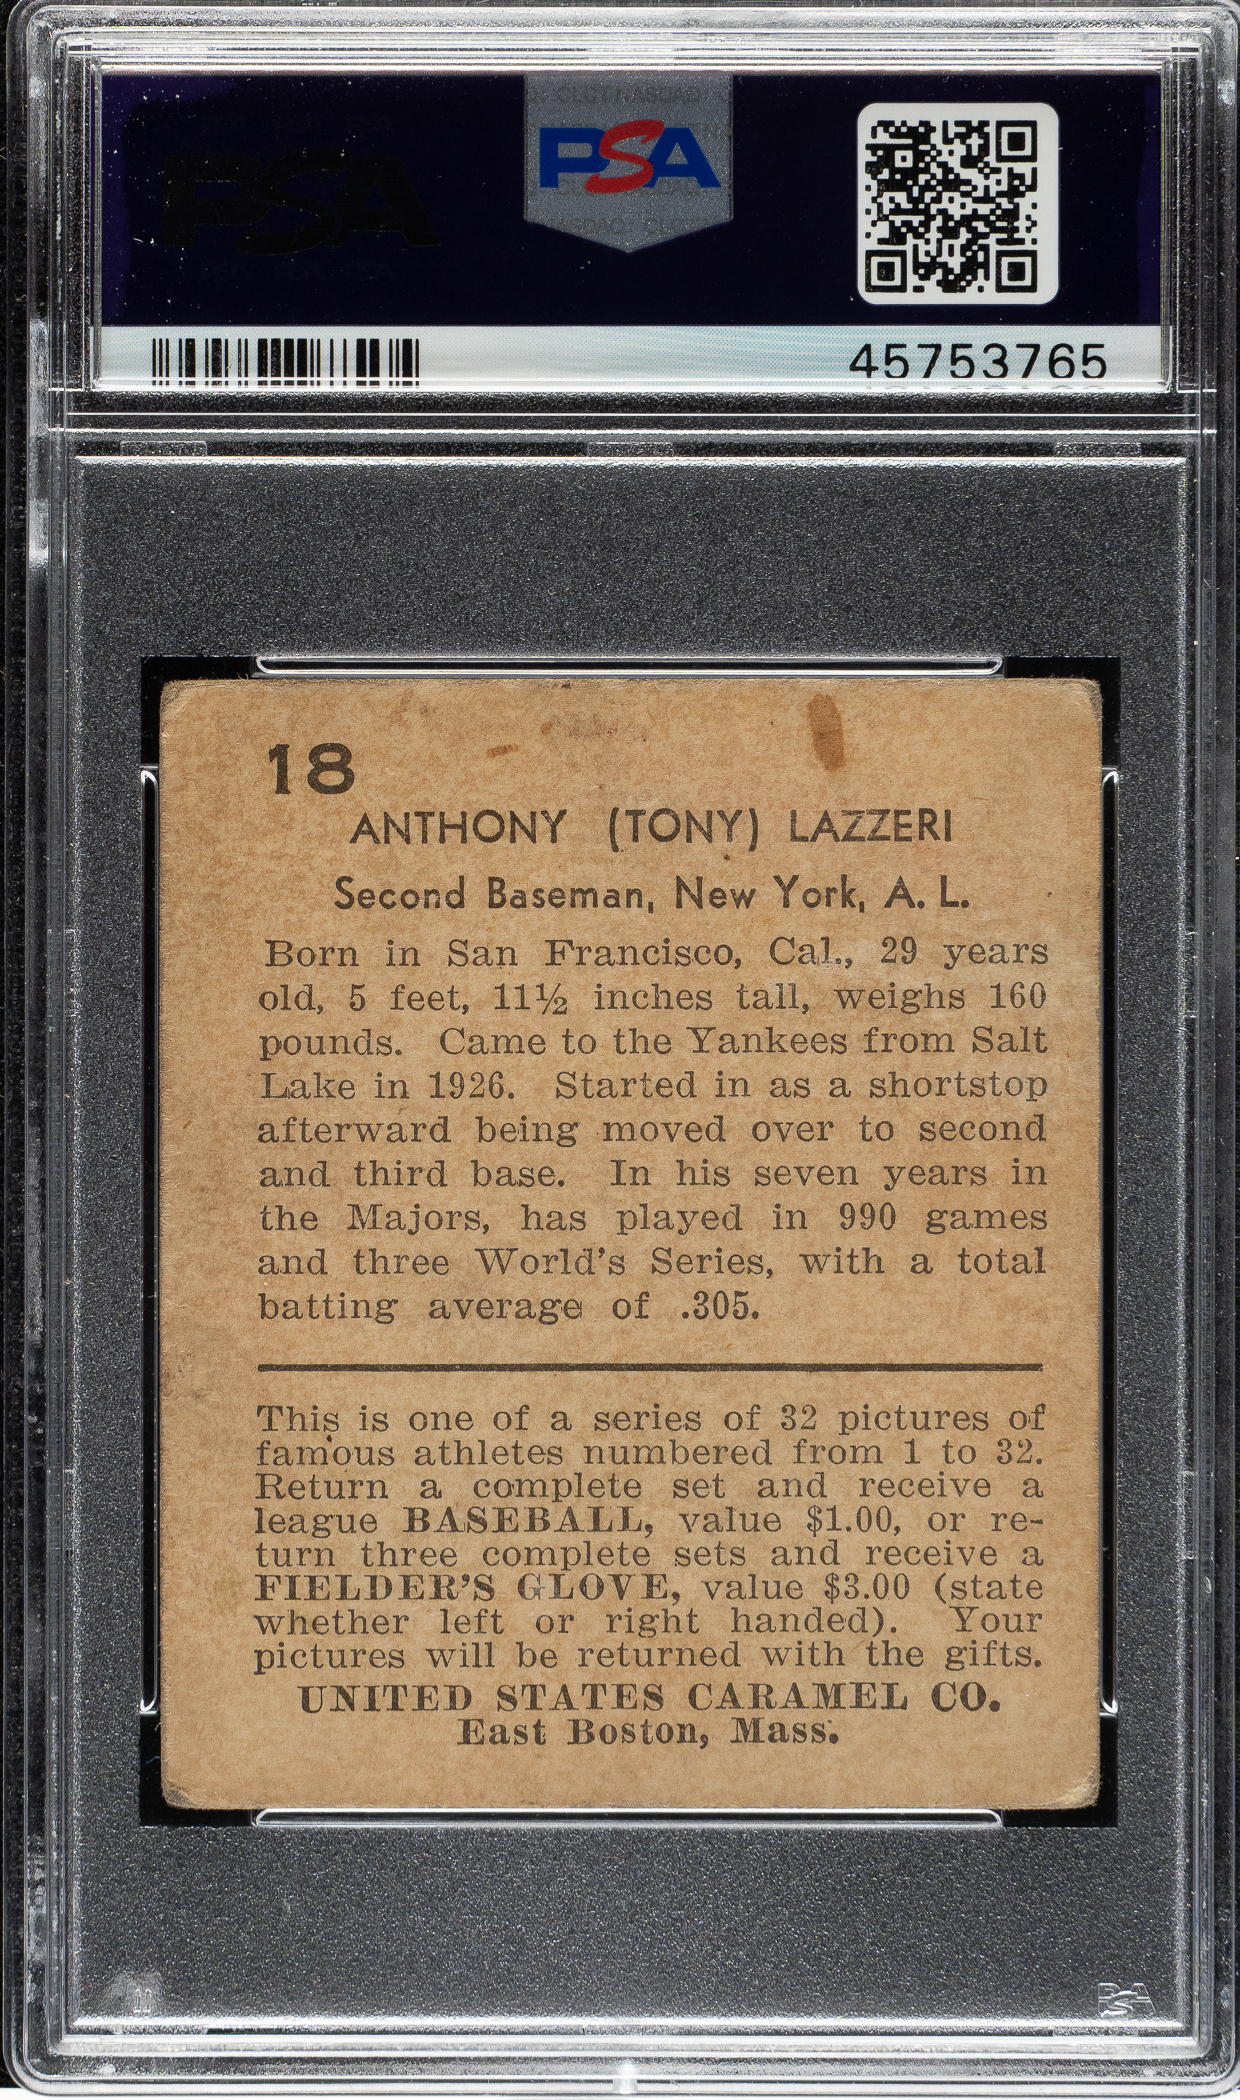 CLCT NASDAQ
PSA
45753765
18
ANTHONY (TONY) LAZZERI
Second Baseman, New York, A. L.
Born in San Francisco, Cal., 29 years
old, 5 feet, 11½ inches tall, weighs 160
pounds. Came to the Yankees from Salt
Lake in 1926. Started in as a shortstop
afterward being moved over to second
and third base. In his seven years in
the Majors, has played in 990 games
and three World's Series, with a total
batting average of .305.
This is one of a series of 32 pictures of
famous athletes numbered from 1 to 32.
Return a complete set and receive a
league BASEBALL, value $1.00, or re-
turn three complete sets and receive a
FIELDER'S GLOVE, value $3.00 (state
whether left or right handed). Your
pictures will be returned with the gifts.
UNITED STATES CARAMEL CO.
East Boston, Mass.
PSA